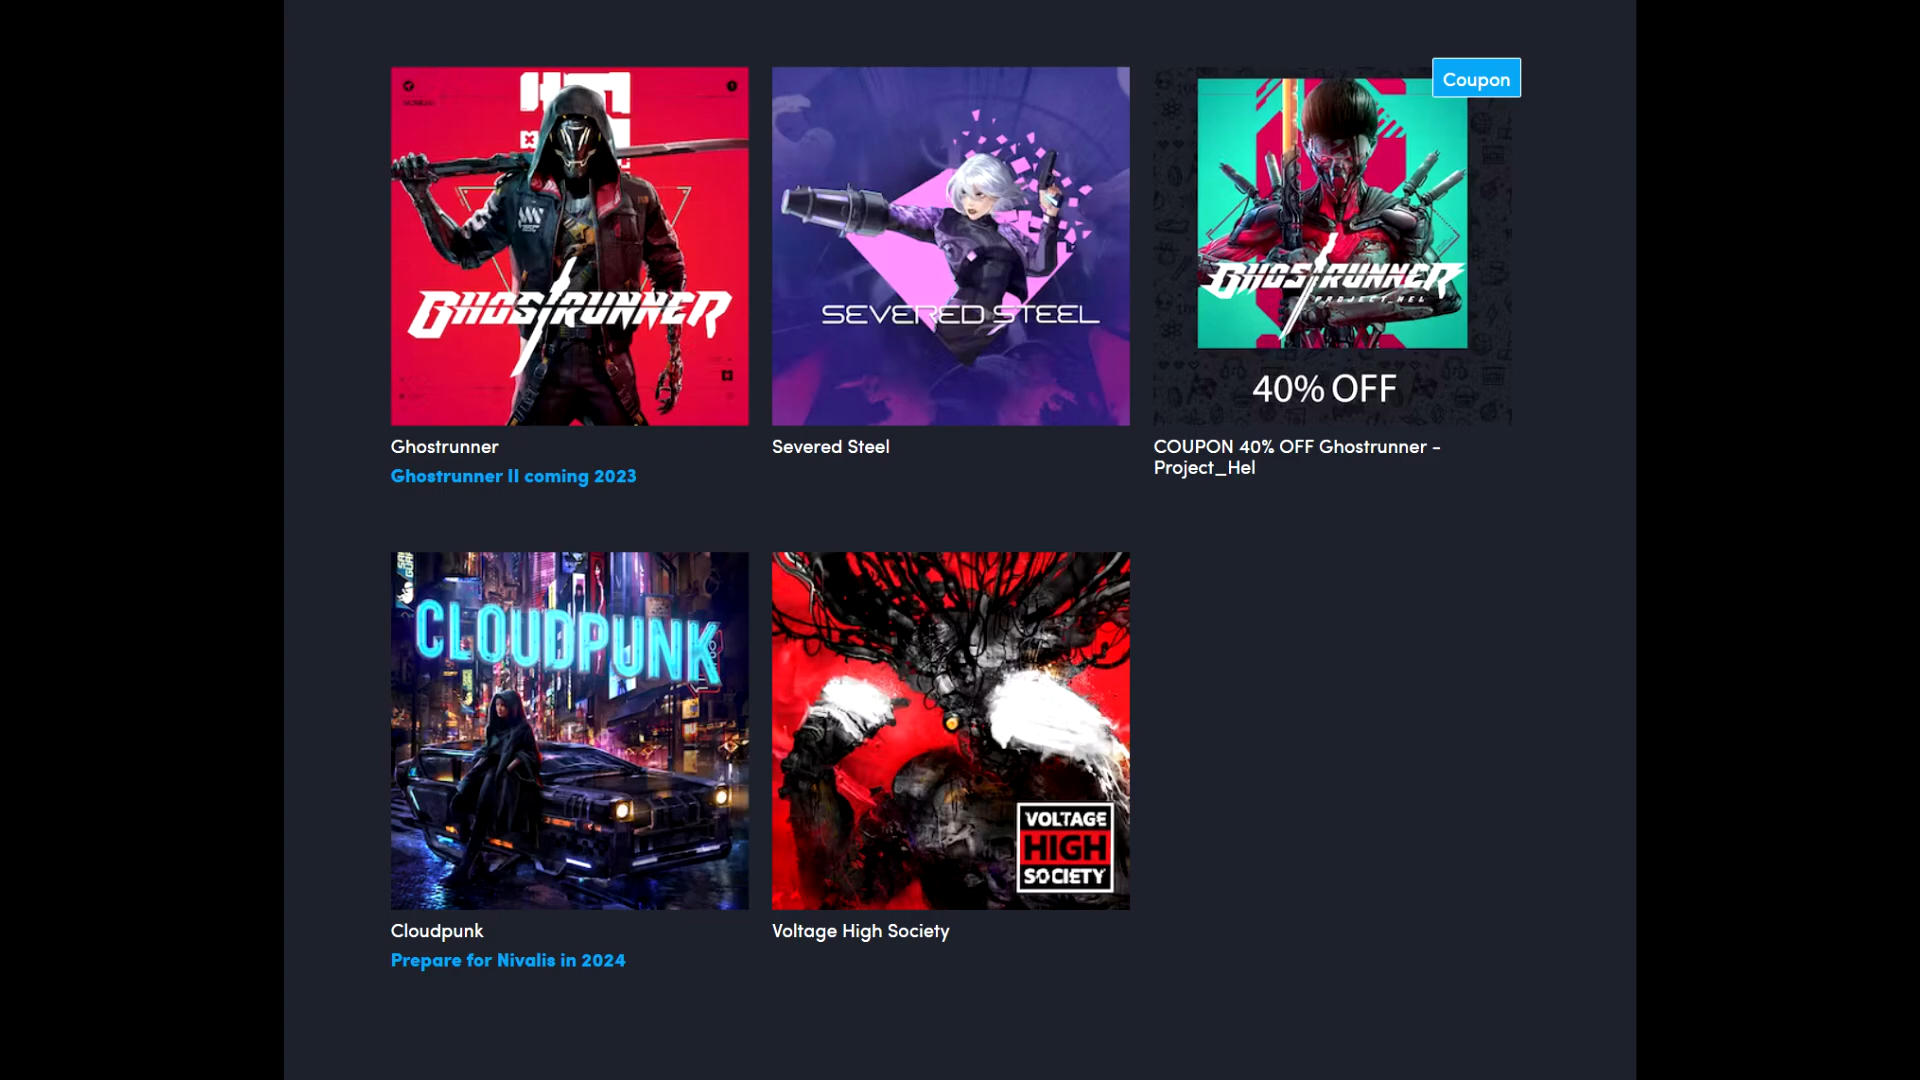 Coupon
GHOSTRUNNER
SEVERED STEEL
GHOSTRUNNER
PROJECT_HEL
40% OFF
Ghostrunner
Ghostrunner II coming 2023
Severed Steel
COUPON 40% OFF Ghostrunner -
Project_Hel
CLOUDPUNK
VOLTAGE
HIGH
SOCIETY
Cloudpunk
Prepare for Nivalis in 2024
Voltage High Society